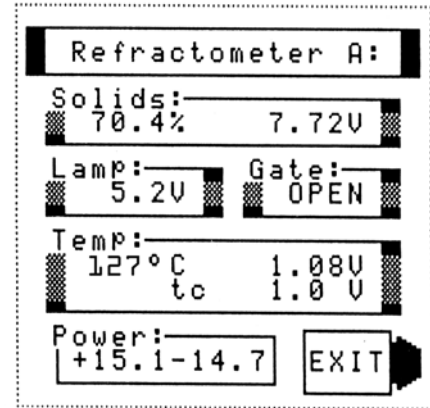 Refractometer A:
Solids:
70.4% 7.72V
Lamp: Gate:
5.2V OPEN
Temp:
127°C 1.08V
tc 1.0 V
Power:
+15.1-14.7 EXIT